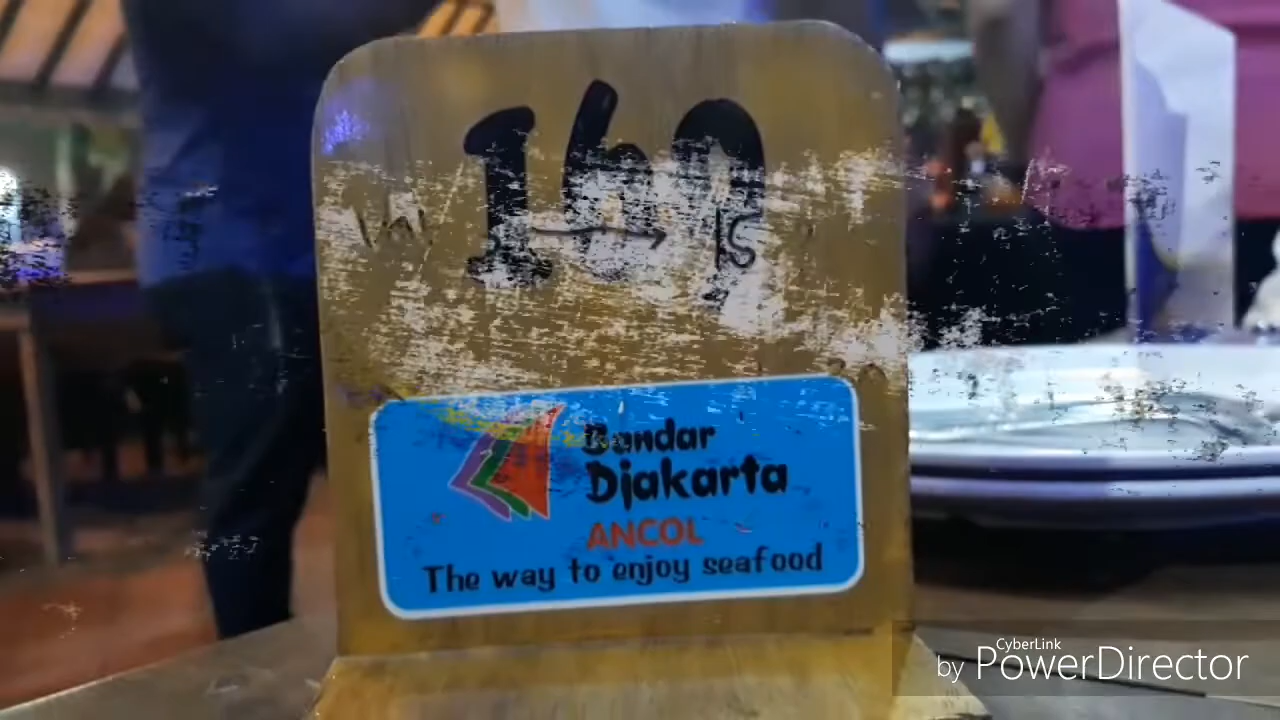 160
Bandar
Djakarta
ANCOL
The way to enjoy seafood
CyberLink
by PowerDirector